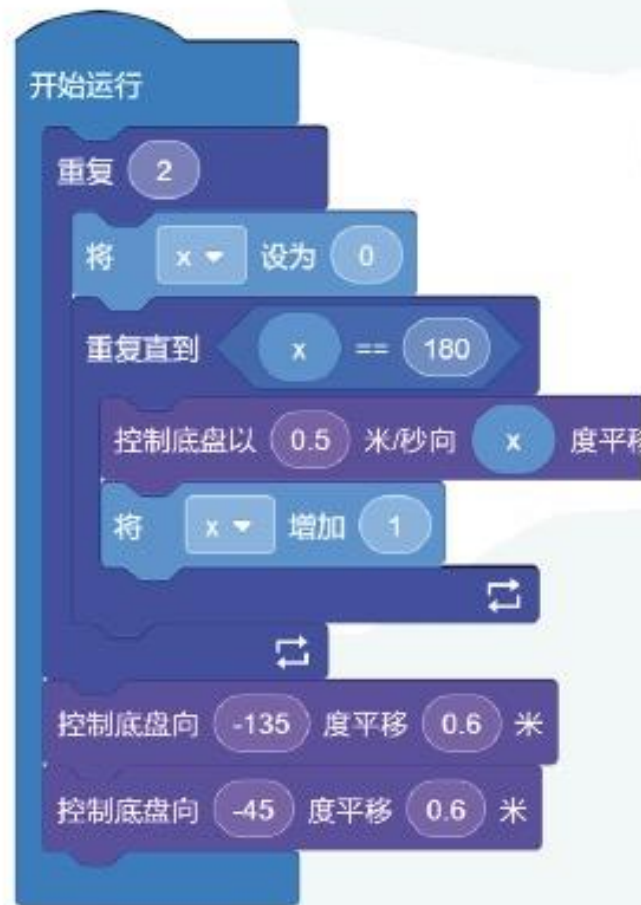 开始运行
重复 2
将 x 设为 0
重复直到 x == 180
控制底盘以 0.5 米/秒向 x 度平移
将 x 增加 1
控制底盘向 -135 度平移 0.6 米
控制底盘向 -45 度平移 0.6 米